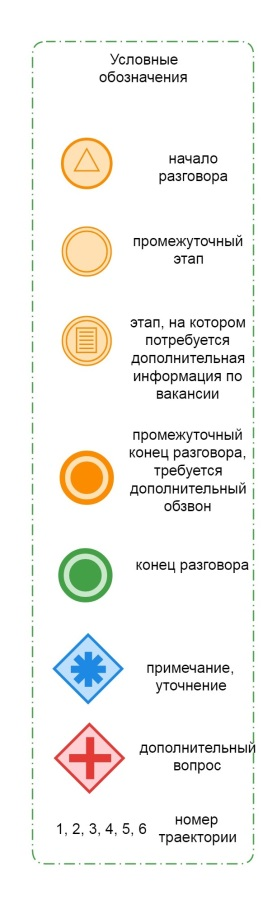 Условные
обозначения
начало
разговора
промежуточный
этап
этап, на котором
потребуется
дополнительная
информация по
вакансии
промежуточный
конец разговора,
требуется
дополнительный
обзвон
конец разговора
примечание,
уточнение
дополнительный
вопрос
1, 2, 3, 4, 5, 6
номер
траектории